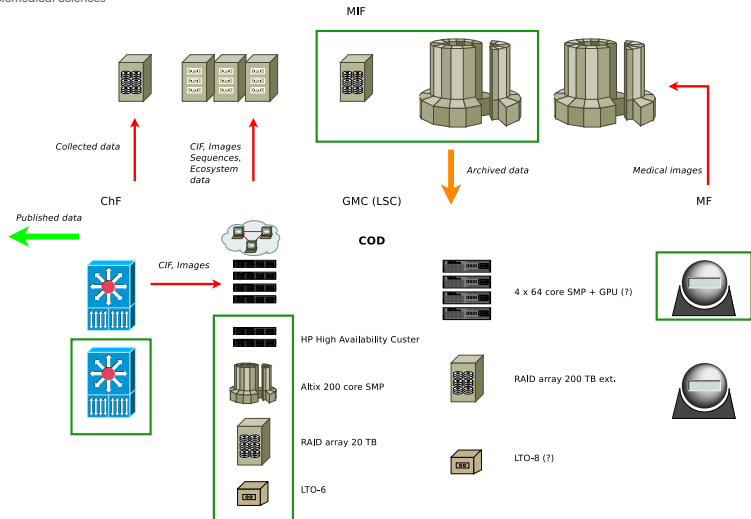 Biomedical Sciences
MIF
Collected data
CIF, Images
Sequences,
Ecosystem
data
Archived data
Medical images
ChF
GMC (LSC)
MF
Published data
COD
CIF, Images
4 x 64 core SMP + GPU (?)
HP High Availability Custer
Altix 200 core SMP
RAID array 200 TB ext.
RAID array 20 TB
LTO-8 (?)
LTO-6